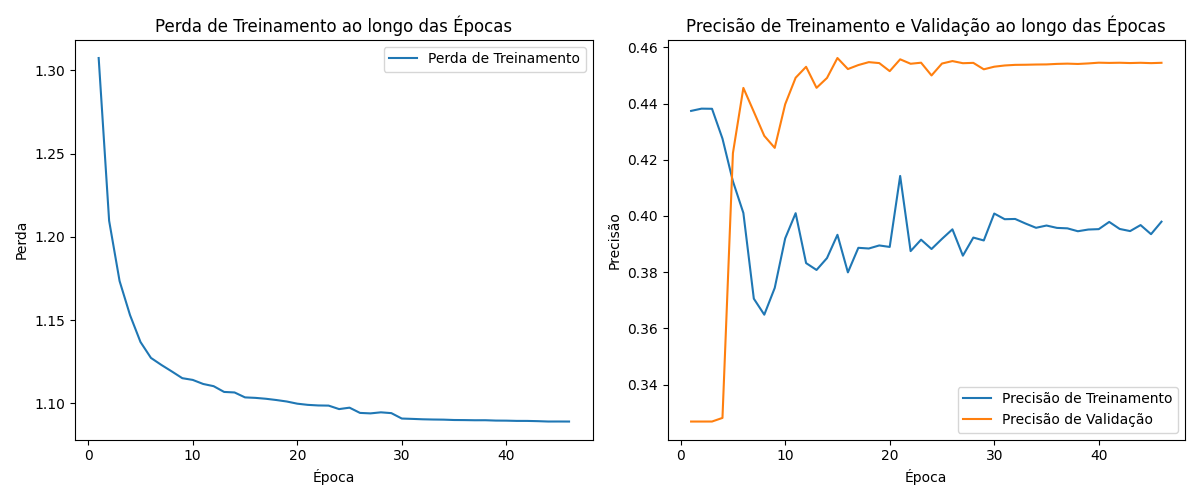 Perda de Treinamento ao longo das Épocas
Perda de Treinamento
Perda
1.30
1.25
1.20
1.15
1.10
0
10
20
30
40
Época
Precisão de Treinamento e Validação ao longo das Épocas
Precisão
0.46
0.44
0.42
0.40
0.38
0.36
0.34
Precisão de Treinamento
Precisão de Validação
0
10
20
30
40
Época